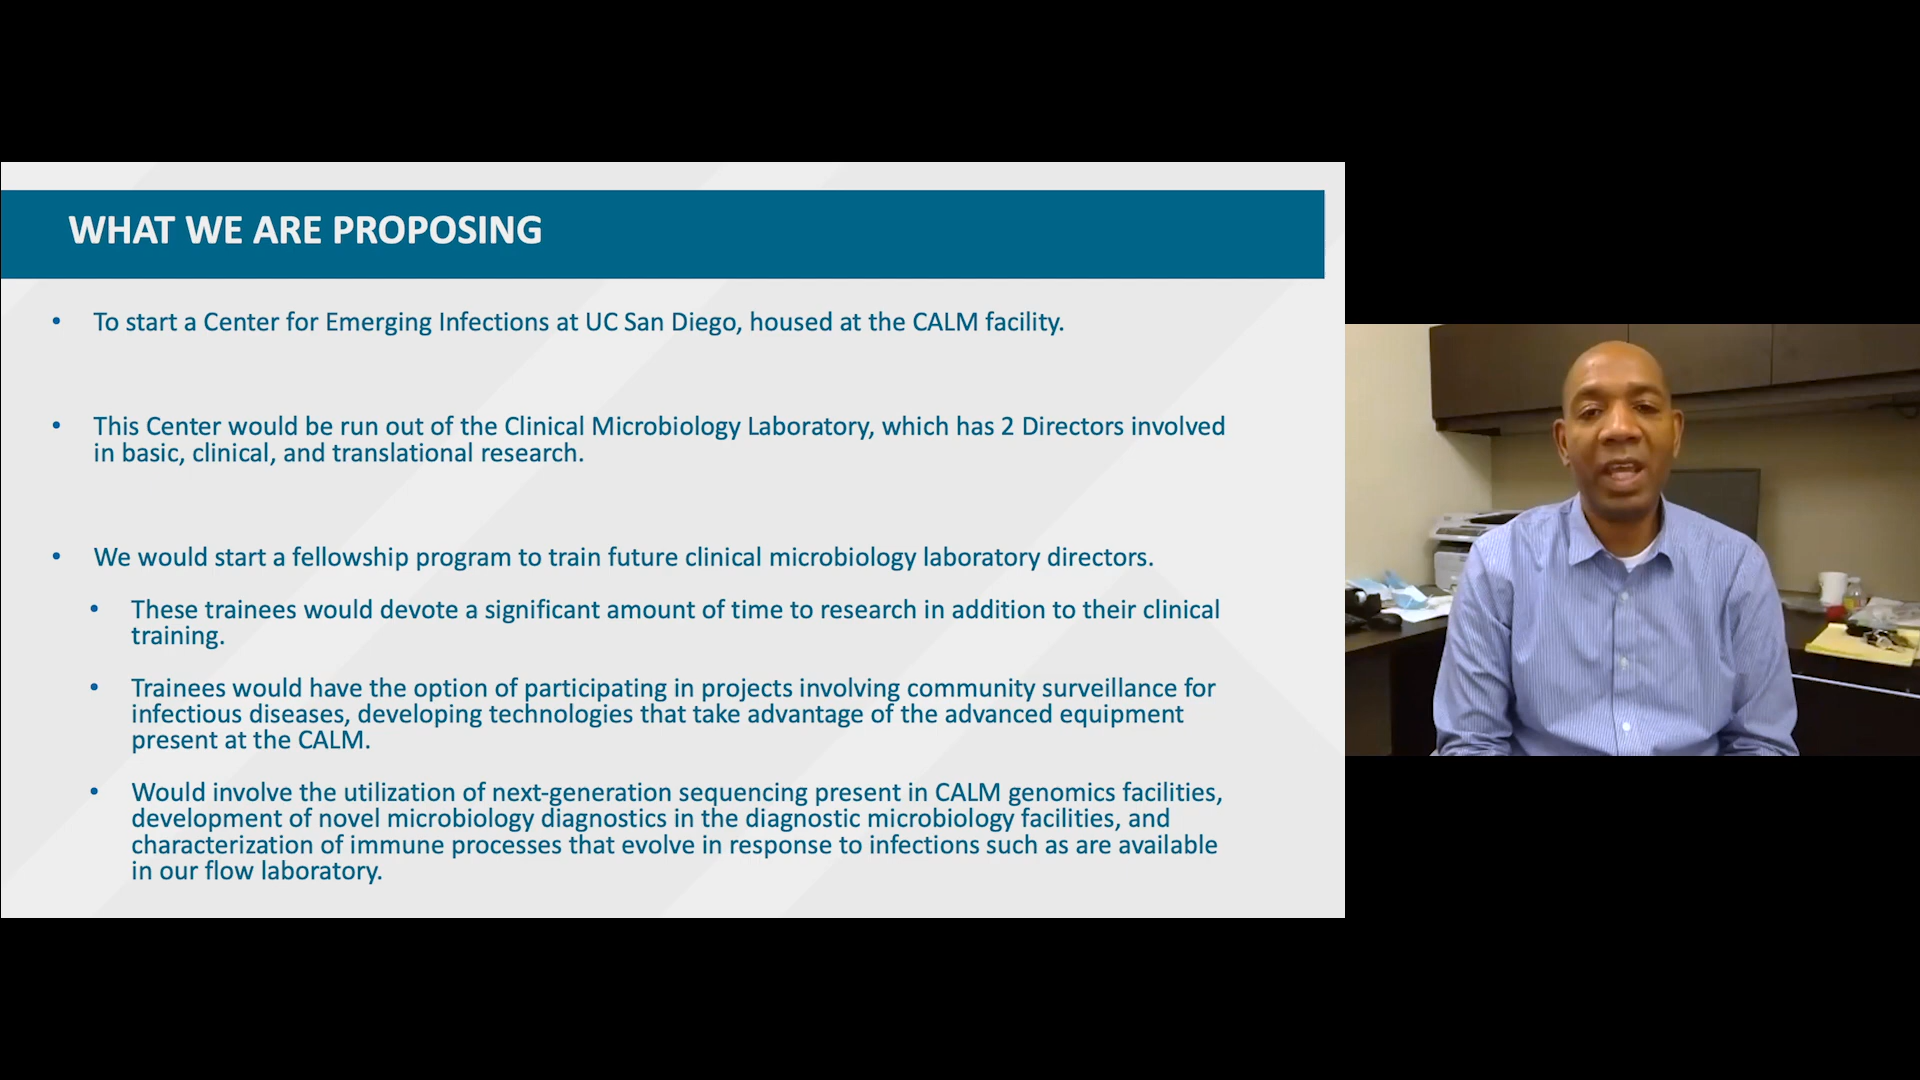 WHAT WE ARE PROPOSING
• To start a Center for Emerging Infections at UC San Diego, housed at the CALM facility.
• This Center would be run out of the Clinical Microbiology Laboratory, which has 2 Directors involved
in basic, clinical, and translational research.
• We would start a fellowship program to train future clinical microbiology laboratory directors.
• These trainees would devote a significant amount of time to research in addition to their clinical
training.
• Trainees would have the option of participating in projects involving community surveillance for
infectious diseases, developing technologies that take advantage of the advanced equipment
present at the CALM.
• Would involve the utilization of next-generation sequencing present in CALM genomics facilities,
development of novel microbiology diagnostics in the diagnostic microbiology facilities, and
characterization of immune processes that evolve in response to infections such as are available
in our flow laboratory.